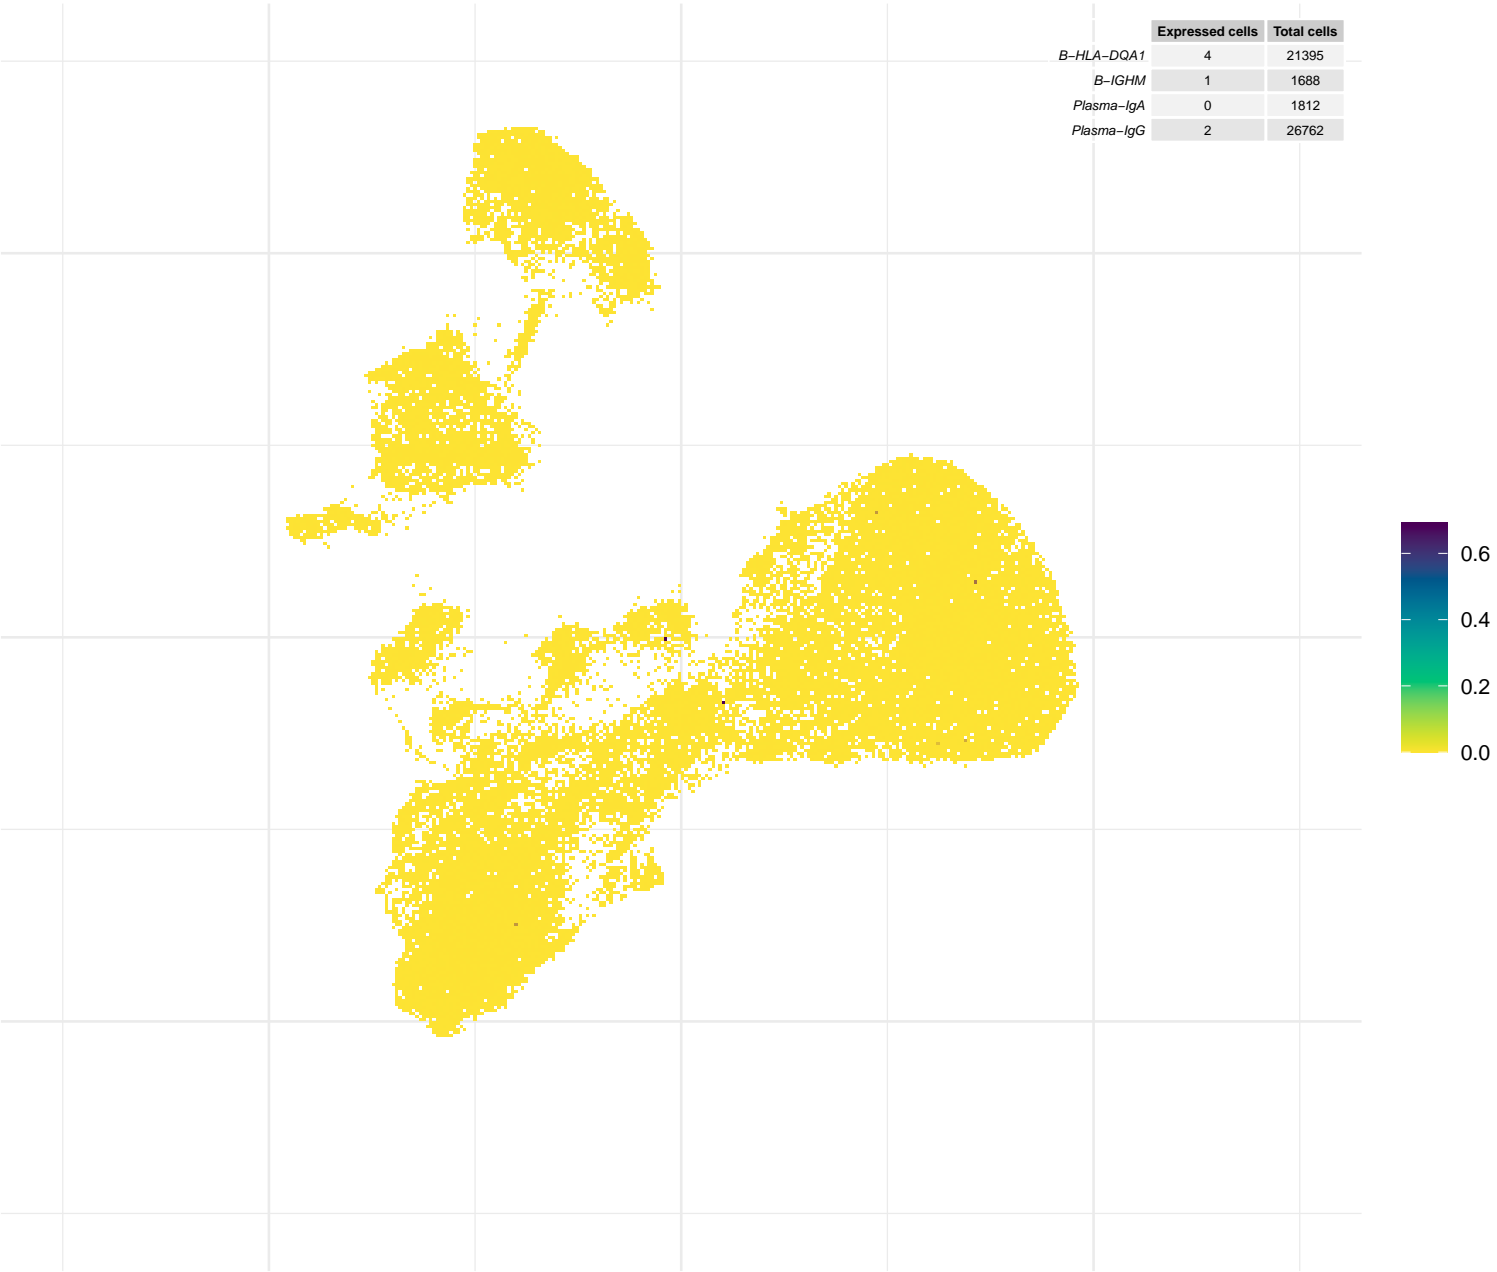 Expressed cells Total cells
B−HLA−DQA1 4 21395
B−IGHM 1 1688
Plasma−IgA 0 1812
Plasma−IgG 2 26762
0.6
0.4
0.2
0.0